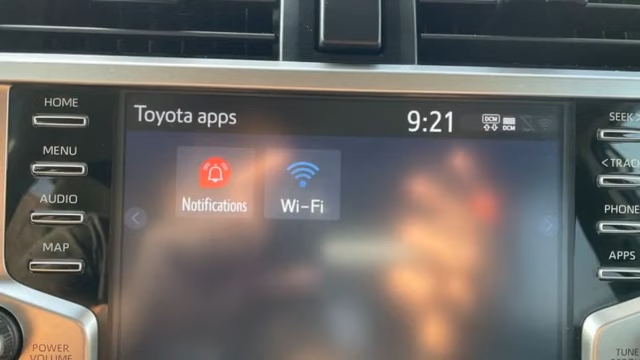 HOME
MENU
AUDIO
MAP
POWER
VOLUME
Toyota apps
9:21
DCM
DCM
Notifications
Wi-Fi
SEEK >
< TRACK
PHONE
APPS
TUNE